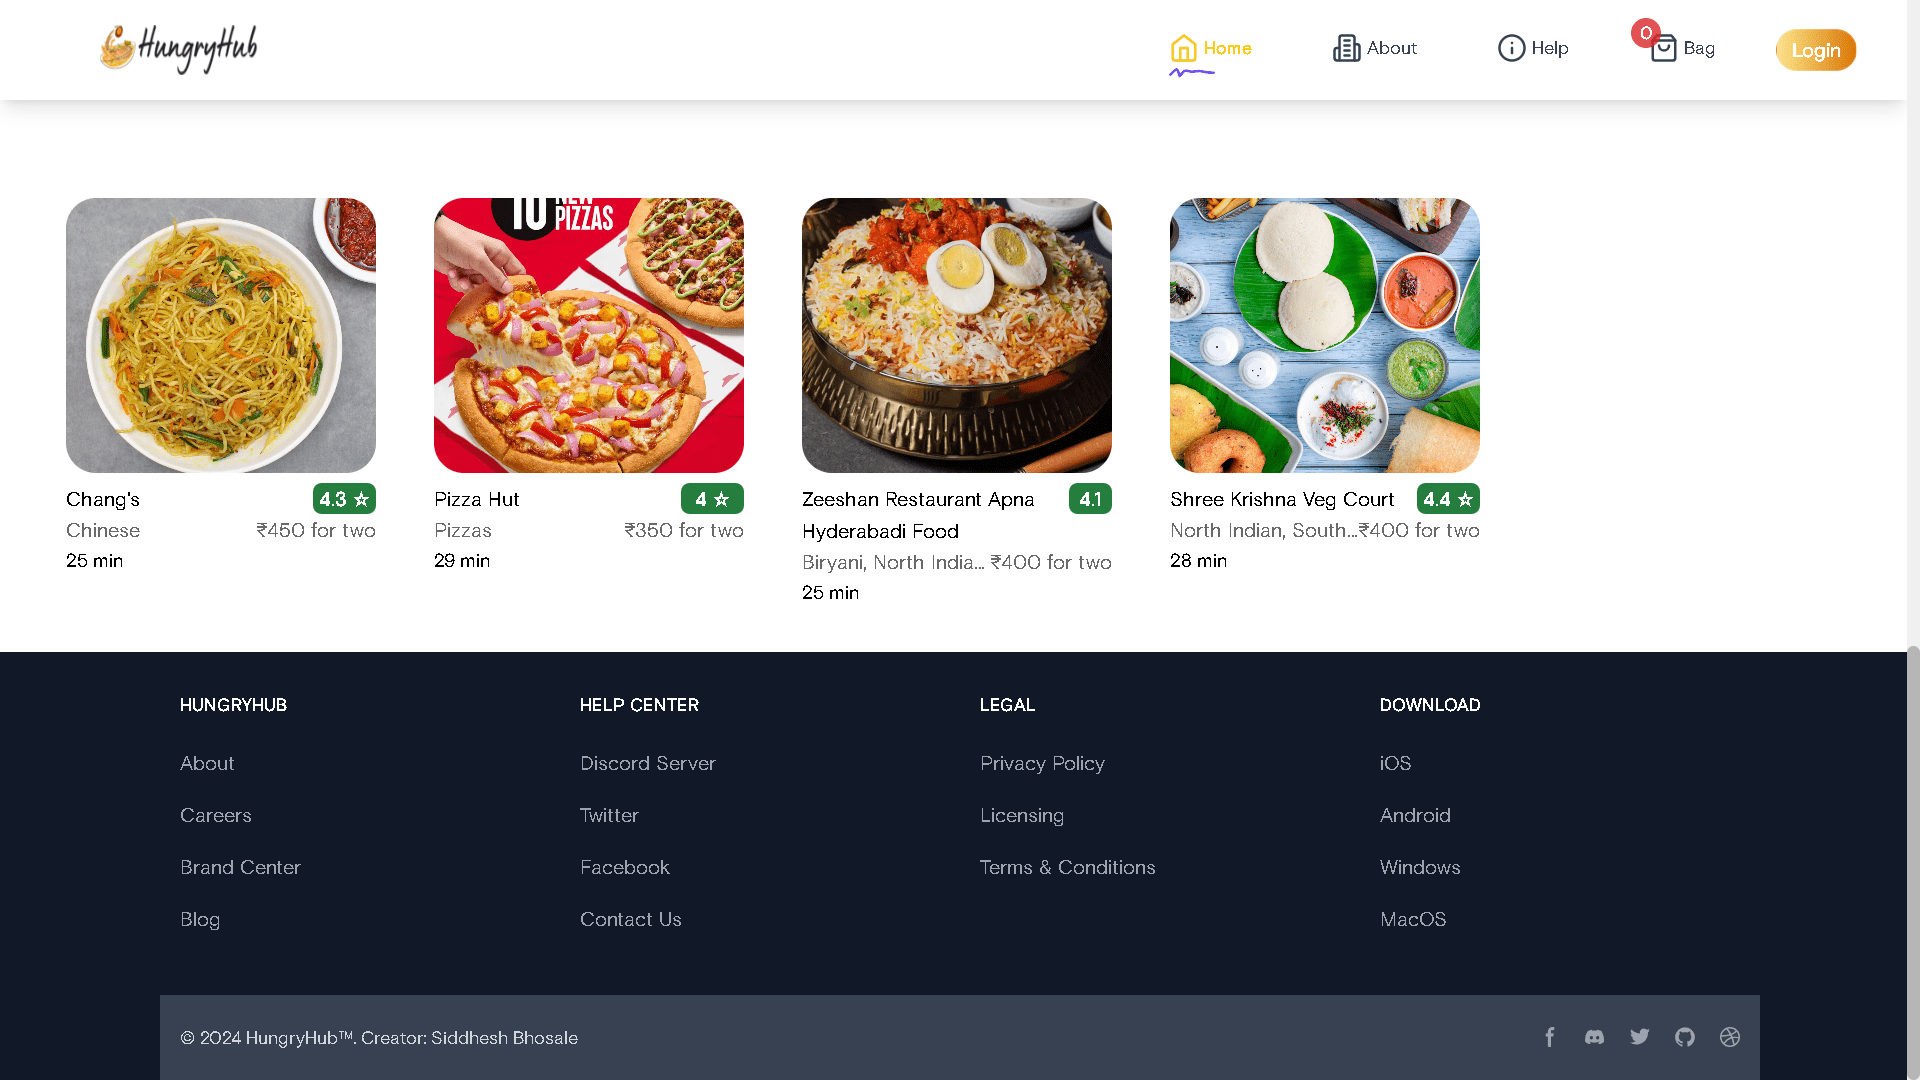 HungryHub
Home
About
Help
0
Bag
Login
10 NEW
PIZZAS
Chang's
4.3 ☆
Chinese
₹450 for two
25 min
Pizza Hut
4 ☆
Pizzas
₹350 for two
29 min
Zeeshan Restaurant Apna
Hyderabadi Food
4.1
Biryani, North India...
₹400 for two
25 min
Shree Krishna Veg Court
4.4 ☆
North Indian, South...
₹400 for two
28 min
HUNGRYHUB
About
Careers
Brand Center
Blog
HELP CENTER
Discord Server
Twitter
Facebook
Contact Us
LEGAL
Privacy Policy
Licensing
Terms & Conditions
DOWNLOAD
iOS
Android
Windows
MacOS
© 2024 HungryHub™. Creator: Siddhesh Bhosale